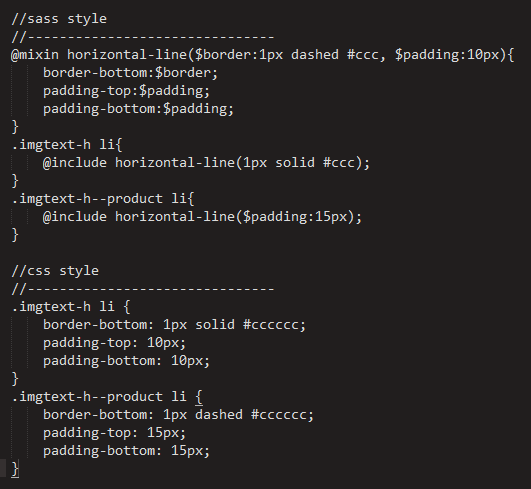 //sass style
//-------------------------------
@mixin horizontal-line($border:1px dashed #ccc, $padding:10px){
    border-bottom:$border;
    padding-top:$padding;
    padding-bottom:$padding;
}
.imgtext-h li{
    @include horizontal-line(1px solid #ccc);
}
.imgtext-h--product li{
    @include horizontal-line($padding:15px);
}

//css style
//-------------------------------
.imgtext-h li {
    border-bottom: 1px solid #cccccc;
    padding-top: 10px;
    padding-bottom: 10px;
}
.imgtext-h--product li {
    border-bottom: 1px dashed #cccccc;
    padding-top: 15px;
    padding-bottom: 15px;
}